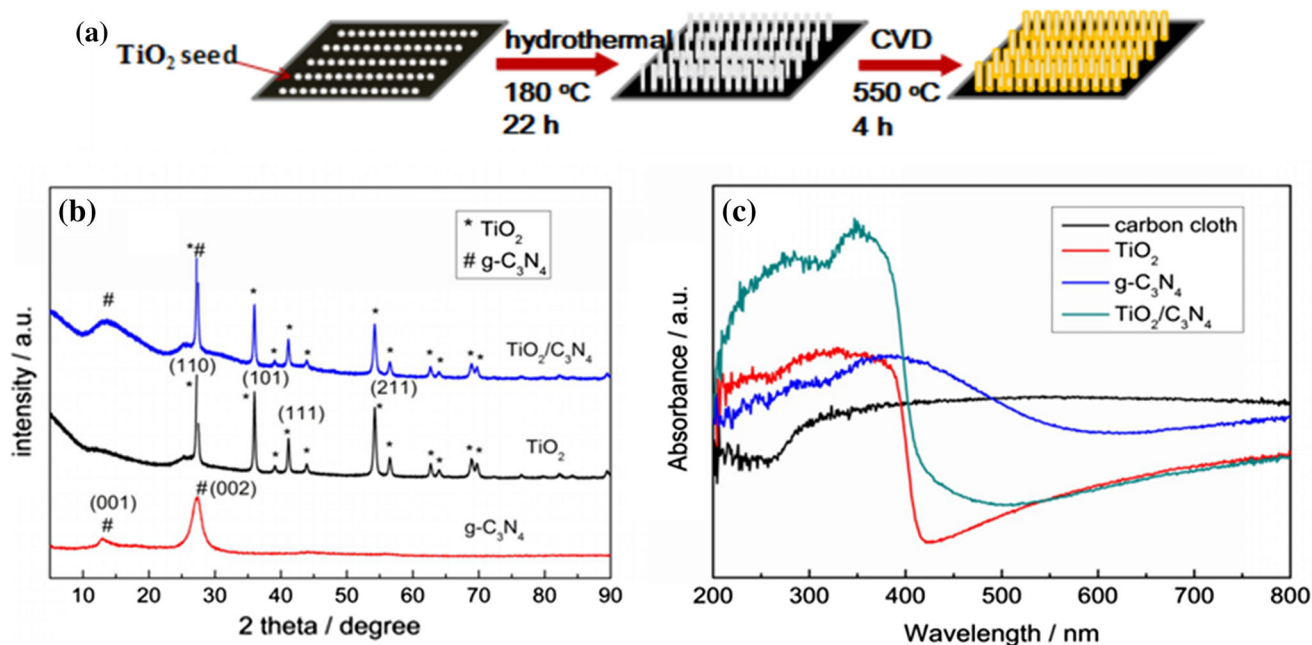 (a)
TiO₂ seed
hydrothermal
180 °C
22 h
CVD
550 °C
4 h
(b)
* TiO₂
# g-C₃N₄
*#
#
*
*
*
*
*
*
*
*
*
*
TiO₂/C₃N₄
(110)
(101)
(111)
(211)
*
*
*
*
*
*
*
*
*
*
*
TiO₂
(001)
#
#(002)
g-C₃N₄
intensity / a.u.
10 20 30 40 50 60 70 80 90
2 theta / degree
(c)
carbon cloth
TiO₂
g-C₃N₄
TiO₂/C₃N₄
Absorbance / a.u.
200 300 400 500 600 700 800
Wavelength / nm